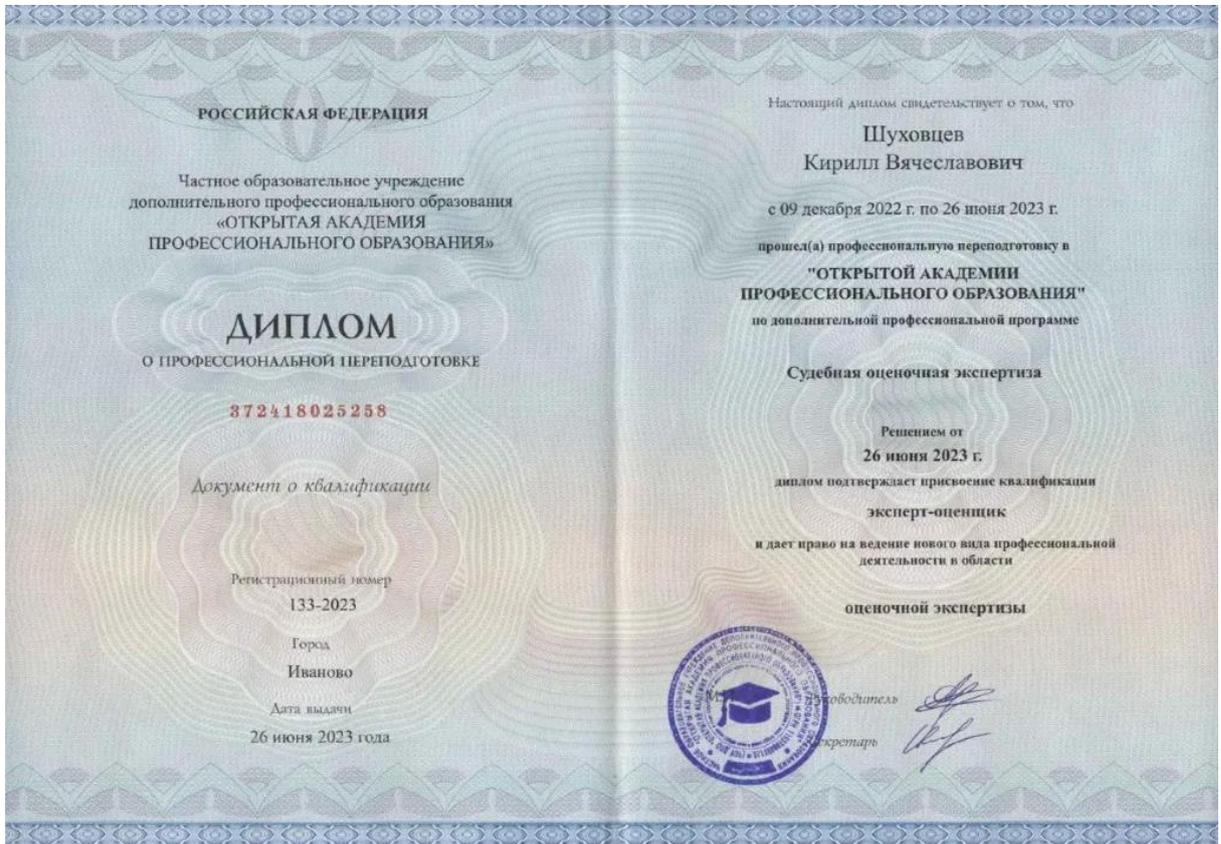 РОССИЙСКАЯ ФЕДЕРАЦИЯ
Частное образовательное учреждение
дополнительного профессионального образования
«ОТКРЫТАЯ АКАДЕМИЯ
ПРОФЕССИОНАЛЬНОГО ОБРАЗОВАНИЯ»
ДИПЛОМ
О ПРОФЕССИОНАЛЬНОЙ ПЕРЕПОДГОТОВКЕ
372418025258
Документ о квалификации
Регистрационный номер
133-2023
Город
Иваново
Дата выдачи
26 июня 2023 года
Настоящий диплом свидетельствует о том, что
Шуховцев
Кирилл Вячеславович
с 09 декабря 2022 г. по 26 июня 2023 г.
прошел(а) профессиональную переподготовку в
"ОТКРЫТОЙ АКАДЕМИИ
ПРОФЕССИОНАЛЬНОГО ОБРАЗОВАНИЯ"
по дополнительной профессиональной программе
Судебная оценочная экспертиза
Решением от
26 июня 2023 г.
диплом подтверждает присвоение квалификации
эксперт-оценщик
и дает право на ведение нового вида профессиональной
деятельности в области
оценочной экспертизы
Руководитель
Секретарь